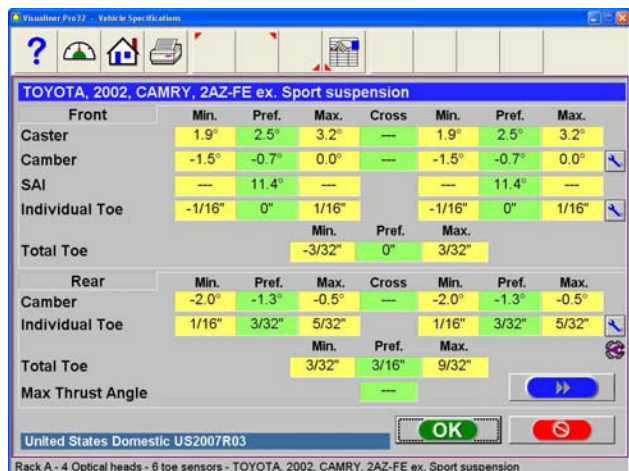 Visualiner Pro32 - Vehicle Specifications
?
TOYOTA, 2002, CAMRY, 2AZ-FE ex. Sport suspension
Front Min. Pref. Max. Cross Min. Pref. Max.
Caster 1.9° 2.5° 3.2° --- 1.9° 2.5° 3.2°
Camber -1.5° -0.7° 0.0° --- -1.5° -0.7° 0.0°
SAI --- 11.4° --- --- 11.4° ---
Individual Toe -1/16" 0" 1/16" -1/16" 0" 1/16"
Min. Pref. Max.
Total Toe -3/32" 0" 3/32"
Rear Min. Pref. Max. Cross Min. Pref. Max.
Camber -2.0° -1.3° -0.5° --- -2.0° -1.3° -0.5°
Individual Toe 1/16" 3/32" 5/32" 1/16" 3/32" 5/32"
Min. Pref. Max.
Total Toe 3/32" 3/16" 9/32"
Max Thrust Angle ---
OK
United States Domestic US2007R03
Rack A - 4 Optical heads - 6 toe sensors - TOYOTA, 2002, CAMRY, 2AZ-FE ex. Sport suspension